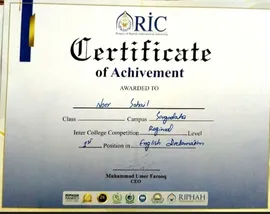 RIC
Certificate
of Achivement
AWARDED TO
Noor Sohail
Class Campus Sargodha
Inter College Competition Regional Level
1st Position in English Declamation
Muhammad Umer Farooq
CEO
RIPHAH